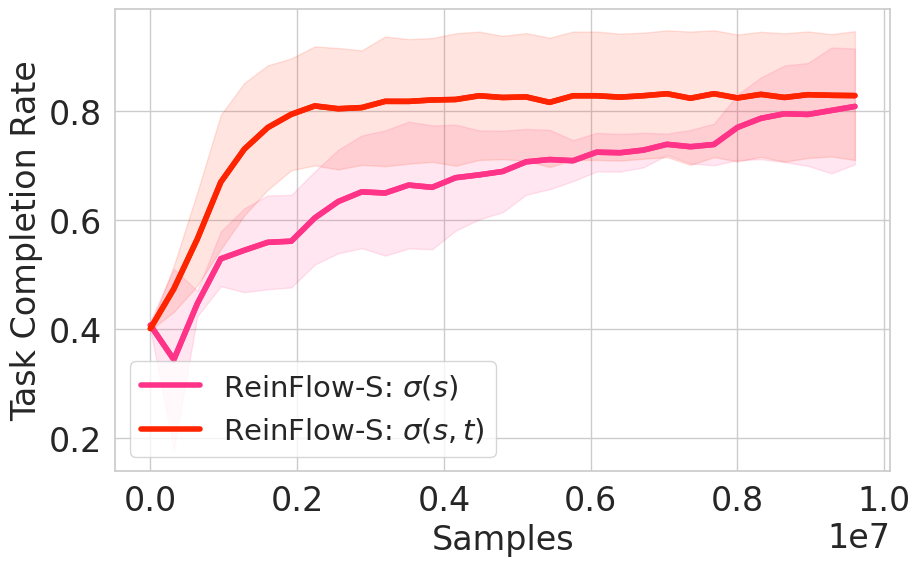 Task Completion Rate
0.8
0.6
0.4
0.2
ReinFlow-S: σ(s)
ReinFlow-S: σ(s, t)
0.0 0.2 0.4 0.6 0.8 1.0
1e7
Samples